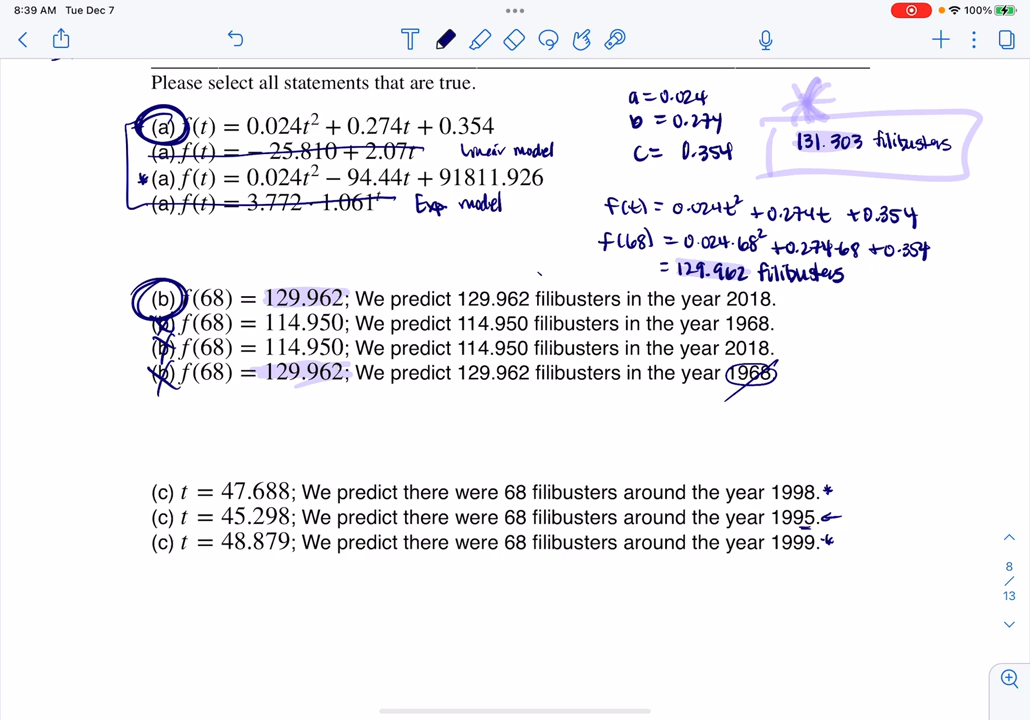 8:39 AM Tue Dec 7
100%
Please select all statements that are true.
(a) f(t) = 0.024t² + 0.274t + 0.354
(a) f(t) = − 25.810 + 2.07t linear model
* (a) f(t) = 0.024t² − 94.44t + 91811.926
(a) f(t) = 3.772 · 1.061ᵗ Exp model
a = 0.024
b = 0.274
c = 0.354
131.303 filibusters
f(t) = 0.024t² + 0.274t + 0.354
f(68) = 0.024·68² + 0.274·68 + 0.354
= 129.962 filibusters
(b) f(68) = 129.962; We predict 129.962 filibusters in the year 2018.
(b) f(68) = 114.950; We predict 114.950 filibusters in the year 1968.
(b) f(68) = 114.950; We predict 114.950 filibusters in the year 2018.
(b) f(68) = 129.962; We predict 129.962 filibusters in the year 1968
(c) t = 47.688; We predict there were 68 filibusters around the year 1998. *
(c) t = 45.298; We predict there were 68 filibusters around the year 1995. ←
(c) t = 48.879; We predict there were 68 filibusters around the year 1999. *
8
/
13